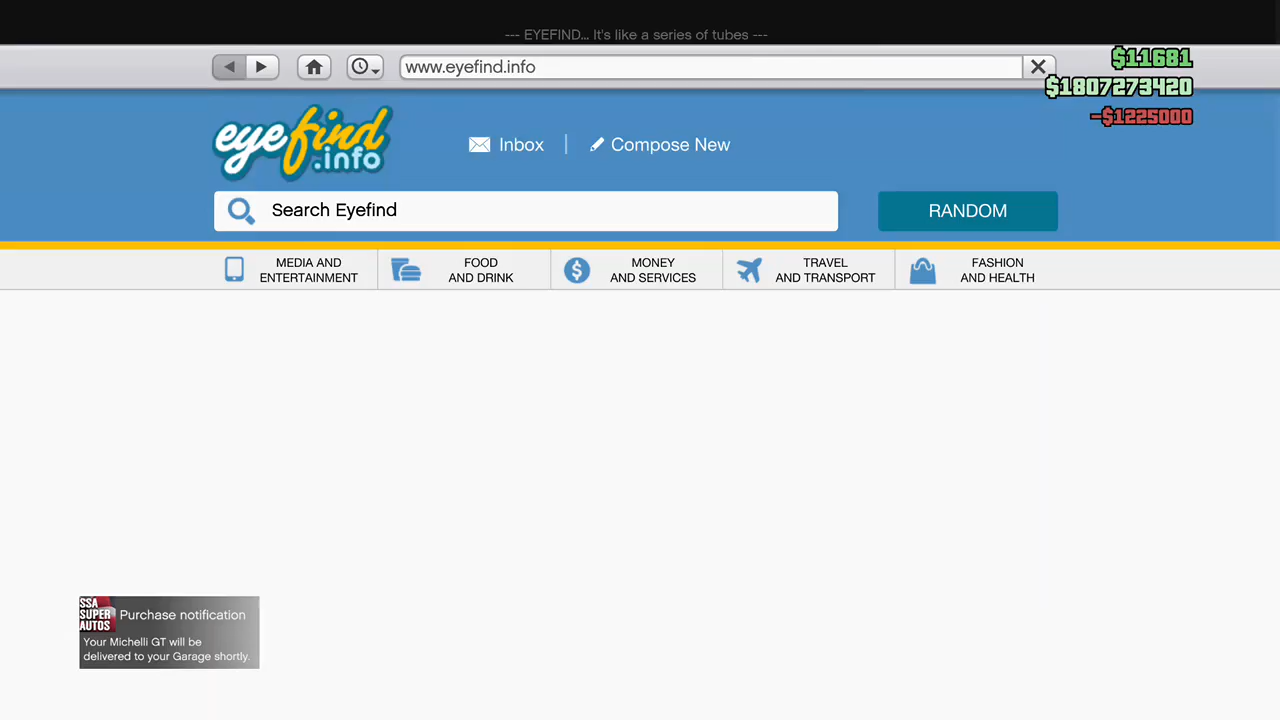 --- EYEFIND... It's like a series of tubes ---
www.eyefind.info
$11681
$1807273420
-$1225000
eyefind
.info
Inbox
Compose New
Search Eyefind
RANDOM
MEDIA AND
ENTERTAINMENT
FOOD
AND DRINK
MONEY
AND SERVICES
TRAVEL
AND TRANSPORT
FASHION
AND HEALTH
SSA
SUPER
AUTOS
Purchase notification
Your Michelli GT will be
delivered to your Garage shortly.